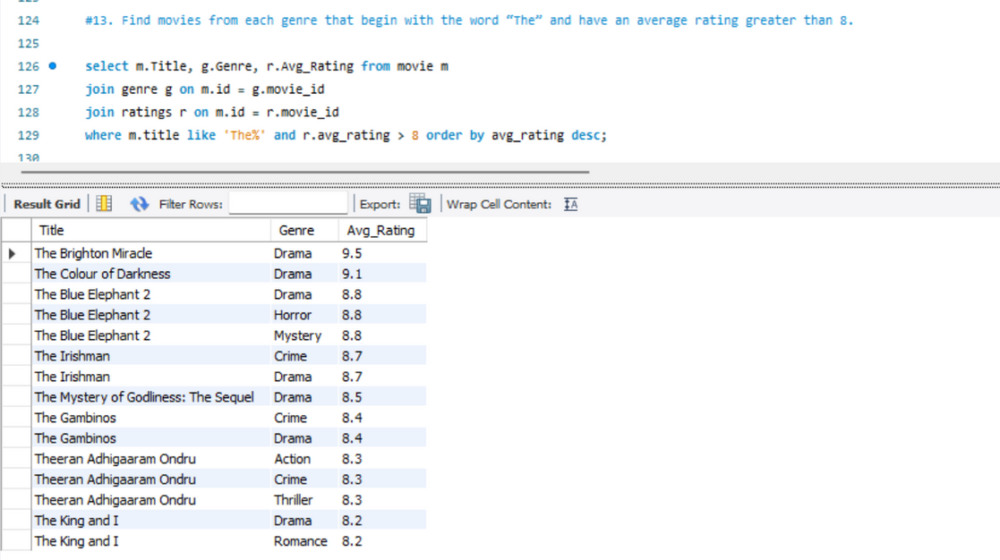 124 #13. Find movies from each genre that begin with the word “The” and have an average rating greater than 8.
125
126 select m.Title, g.Genre, r.Avg_Rating from movie m
127 join genre g on m.id = g.movie_id
128 join ratings r on m.id = r.movie_id
129 where m.title like 'The%' and r.avg_rating > 8 order by avg_rating desc;
130
Result Grid Filter Rows: Export: Wrap Cell Content: IA
Title Genre Avg_Rating
The Brighton Miracle Drama 9.5
The Colour of Darkness Drama 9.1
The Blue Elephant 2 Drama 8.8
The Blue Elephant 2 Horror 8.8
The Blue Elephant 2 Mystery 8.8
The Irishman Crime 8.7
The Irishman Drama 8.7
The Mystery of Godliness: The Sequel Drama 8.5
The Gambinos Crime 8.4
The Gambinos Drama 8.4
Theeran Adhigaaram Ondru Action 8.3
Theeran Adhigaaram Ondru Crime 8.3
Theeran Adhigaaram Ondru Thriller 8.3
The King and I Drama 8.2
The King and I Romance 8.2